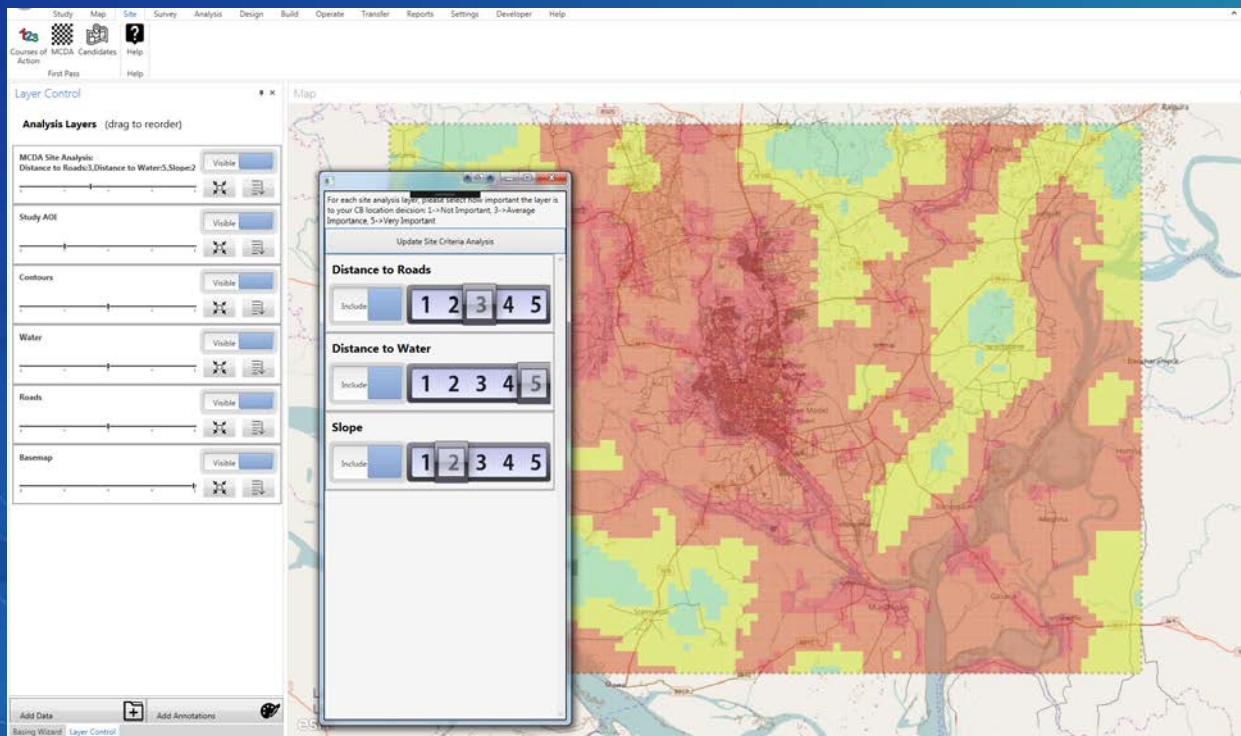 Study Map Site Survey Analysis Design Build Operate Transfer Reports Settings Developer Help
Courses of Action
MCDA
Candidates
Help
First Pass
Help
Layer Control
Map
Analysis Layers (drag to reorder)
MCDA Site Analysis:
Distance to Roads:3,Distance to Water:5,Slope:2
Visible
Study AOI
Visible
Contours
Visible
Water
Visible
Roads
Visible
Basemap
Visible
Add Data
Add Annotations
Basing Wizard Layer Control
For each site analysis layer, please select how important the layer is
to your CB location deicsion: 1->Not Important, 3->Average
Importance, 5->Very Important
Update Site Criteria Analysis
Distance to Roads
Include 1 2 3 4 5
Distance to Water
Include 1 2 3 4 5
Slope
Include 1 2 3 4 5